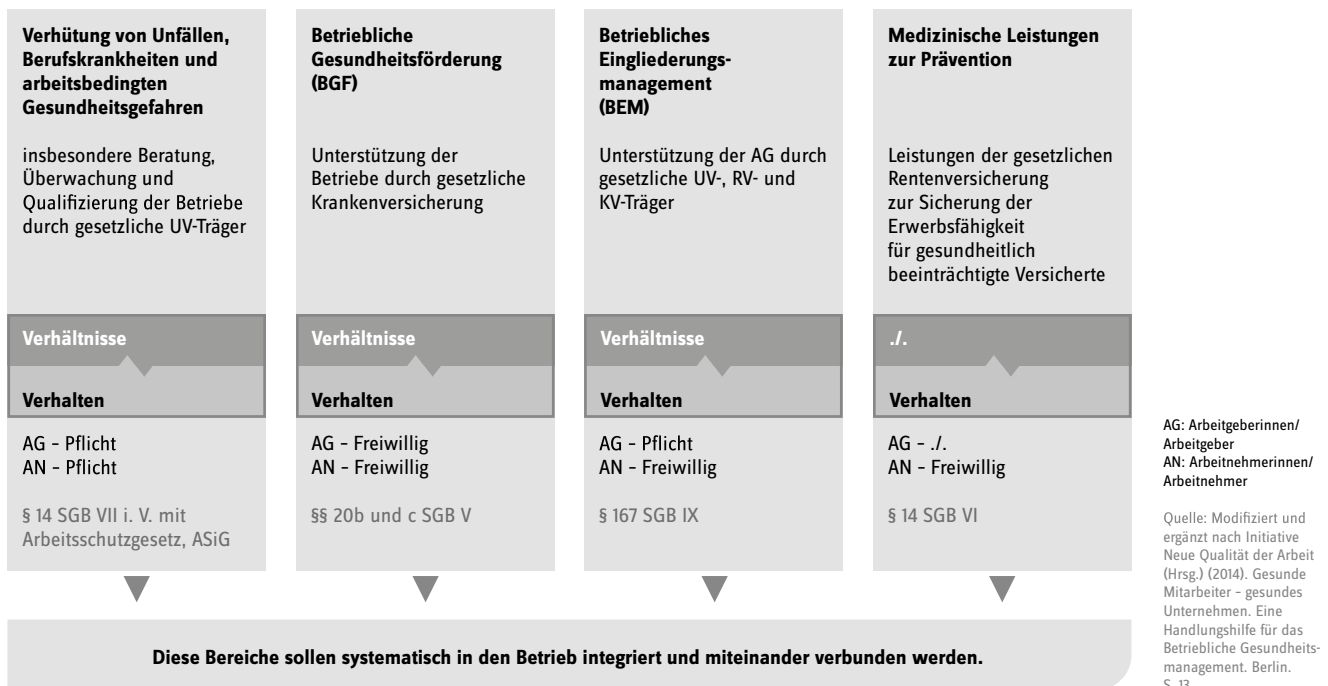 Verhütung von Unfällen,
Berufskrankheiten und
arbeitsbedingten
Gesundheitsgefahren
insbesondere Beratung,
Überwachung und
Qualifizierung der Betriebe
durch gesetzliche UV-Träger
Verhältnisse
Verhalten
AG – Pflicht
AN – Pflicht
§ 14 SGB VII i. V. mit
Arbeitsschutzgesetz, ASiG
Betriebliche
Gesundheitsförderung
(BGF)
Unterstützung der
Betriebe durch gesetzliche
Krankenversicherung
Verhältnisse
Verhalten
AG – Freiwillig
AN – Freiwillig
§§ 20b und c SGB V
Betriebliches
Eingliederungs-
management
(BEM)
Unterstützung der AG durch
gesetzliche UV-, RV- und
KV-Träger
Verhältnisse
Verhalten
AG – Pflicht
AN – Freiwillig
§ 167 SGB IX
Medizinische Leistungen
zur Prävention
Leistungen der gesetzlichen
Rentenversicherung
zur Sicherung der
Erwerbsfähigkeit
für gesundheitlich
beeinträchtigte Versicherte
./.
Verhalten
AG – ./.
AN – Freiwillig
§ 14 SGB VI
Diese Bereiche sollen systematisch in den Betrieb integriert und miteinander verbunden werden.
AG: Arbeitgeberinnen/
Arbeitgeber
AN: Arbeitnehmerinnen/
Arbeitnehmer
Quelle: Modifiziert und
ergänzt nach Initiative
Neue Qualität der Arbeit
(Hrsg.) (2014). Gesunde
Mitarbeiter – gesundes
Unternehmen. Eine
Handlungshilfe für das
Betriebliche Gesundheits-
management. Berlin.
S. 13